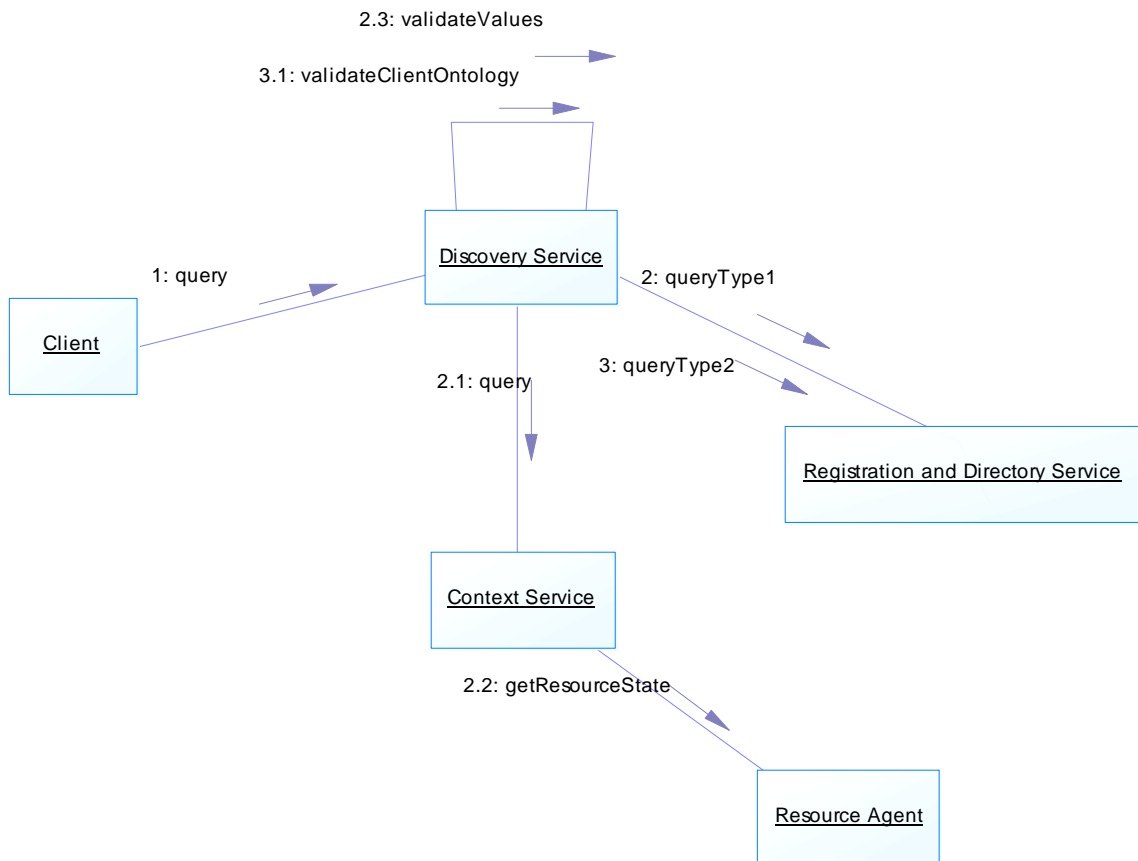 2.3: validateValues
3.1: validateClientOntology
Discovery Service
1: query
2: queryType1
Client
3: queryType2
2.1: query
Registration and Directory Service
Context Service
2.2: getResourceState
Resource Agent